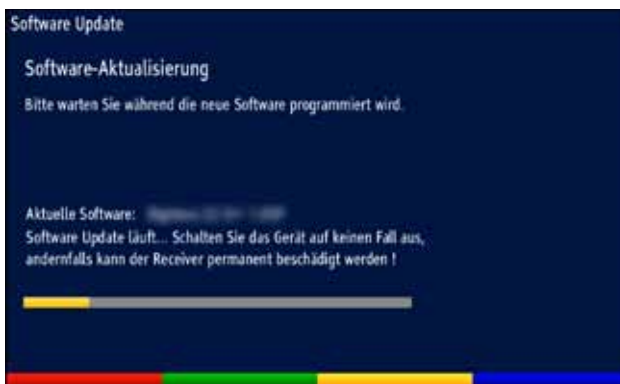 Software Update
Software-Aktualisierung
Bitte warten Sie während die neue Software programmiert wird.
Aktuelle Software:
Software Update läuft... Schalten Sie das Gerät auf keinen Fall aus,
andernfalls kann der Receiver permanent beschädigt werden !